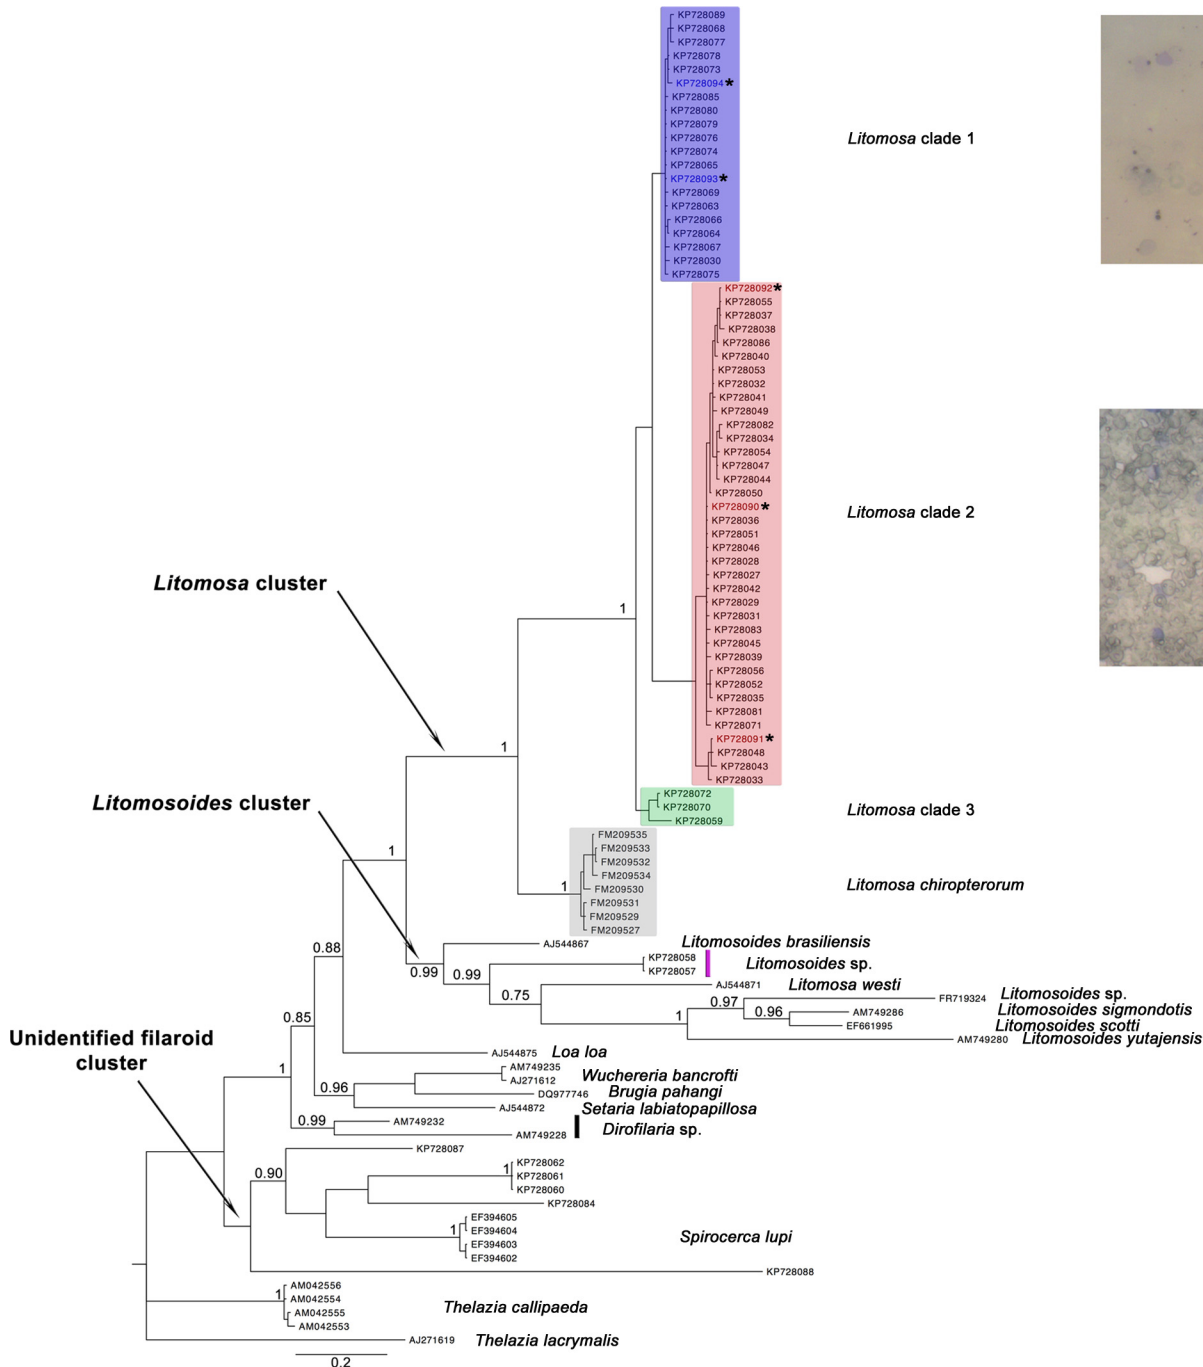 KP728089
KP728068
KP728077
KP728078
KP728073
KP728094 *
KP728085
KP728080
KP728079
KP728076
Litomosa clade 1
KP728074
KP728065
KP728093 *
KP728069
KP728063
KP728066
KP728064
KP728067
KP728030
KP728075
KP728092 *
KP728055
KP728037
KP728038
KP728086
KP728040
KP728053
KP728032
KP728041
KP728049
KP728082
KP728034
KP728054
KP728047
KP728044
KP728050
KP728090 *
Litomosa clade 2
KP728036
KP728051
KP728046
KP728028
KP728027
Litomosa cluster
KP728042
KP728029
1
KP728031
KP728083
KP728045
KP728039
KP728056
KP728052
KP728035
KP728081
KP728071
KP728091 *
1
KP728048
KP728043
KP728033
KP728072
Litomosoides cluster
KP728070
Litomosa clade 3
KP728059
FM209535
FM209533
1
FM209532
FM209534
1
FM209530
Litomosa chiropterorum
FM209531
FM209529
FM209527
0.88
AJ544867
Litomosoides brasiliensis
KP728058
Litomosoides sp.
0.99
0.99
KP728057
AJ544871
Litomosa westi
0.75
0.97
FR719324
Litomosoides sp.
0.96
AM749286
Litomosoides sigmondotis
0.85
1
EF661995
Litomosoides scotti
Unidentified filaroid
cluster
AM749280
Litomosoides yutajensis
AJ544875
Loa loa
1
AM749235
Wuchereria bancrofti
AJ271612
0.96
DQ977746
Brugia pahangi
AJ544872
Setaria labiatopapillosa
0.99
AM749232
Dirofilaria sp.
AM749228
KP728087
0.90
1
KP728062
KP728061
KP728060
KP728084
EF394605
1
EF394604
Spirocerca lupi
EF394603
EF394602
KP728088
AM042556
1
AM042554
Thelazia callipaeda
AM042555
AM042553
AJ271619
Thelazia lacrymalis
0.2